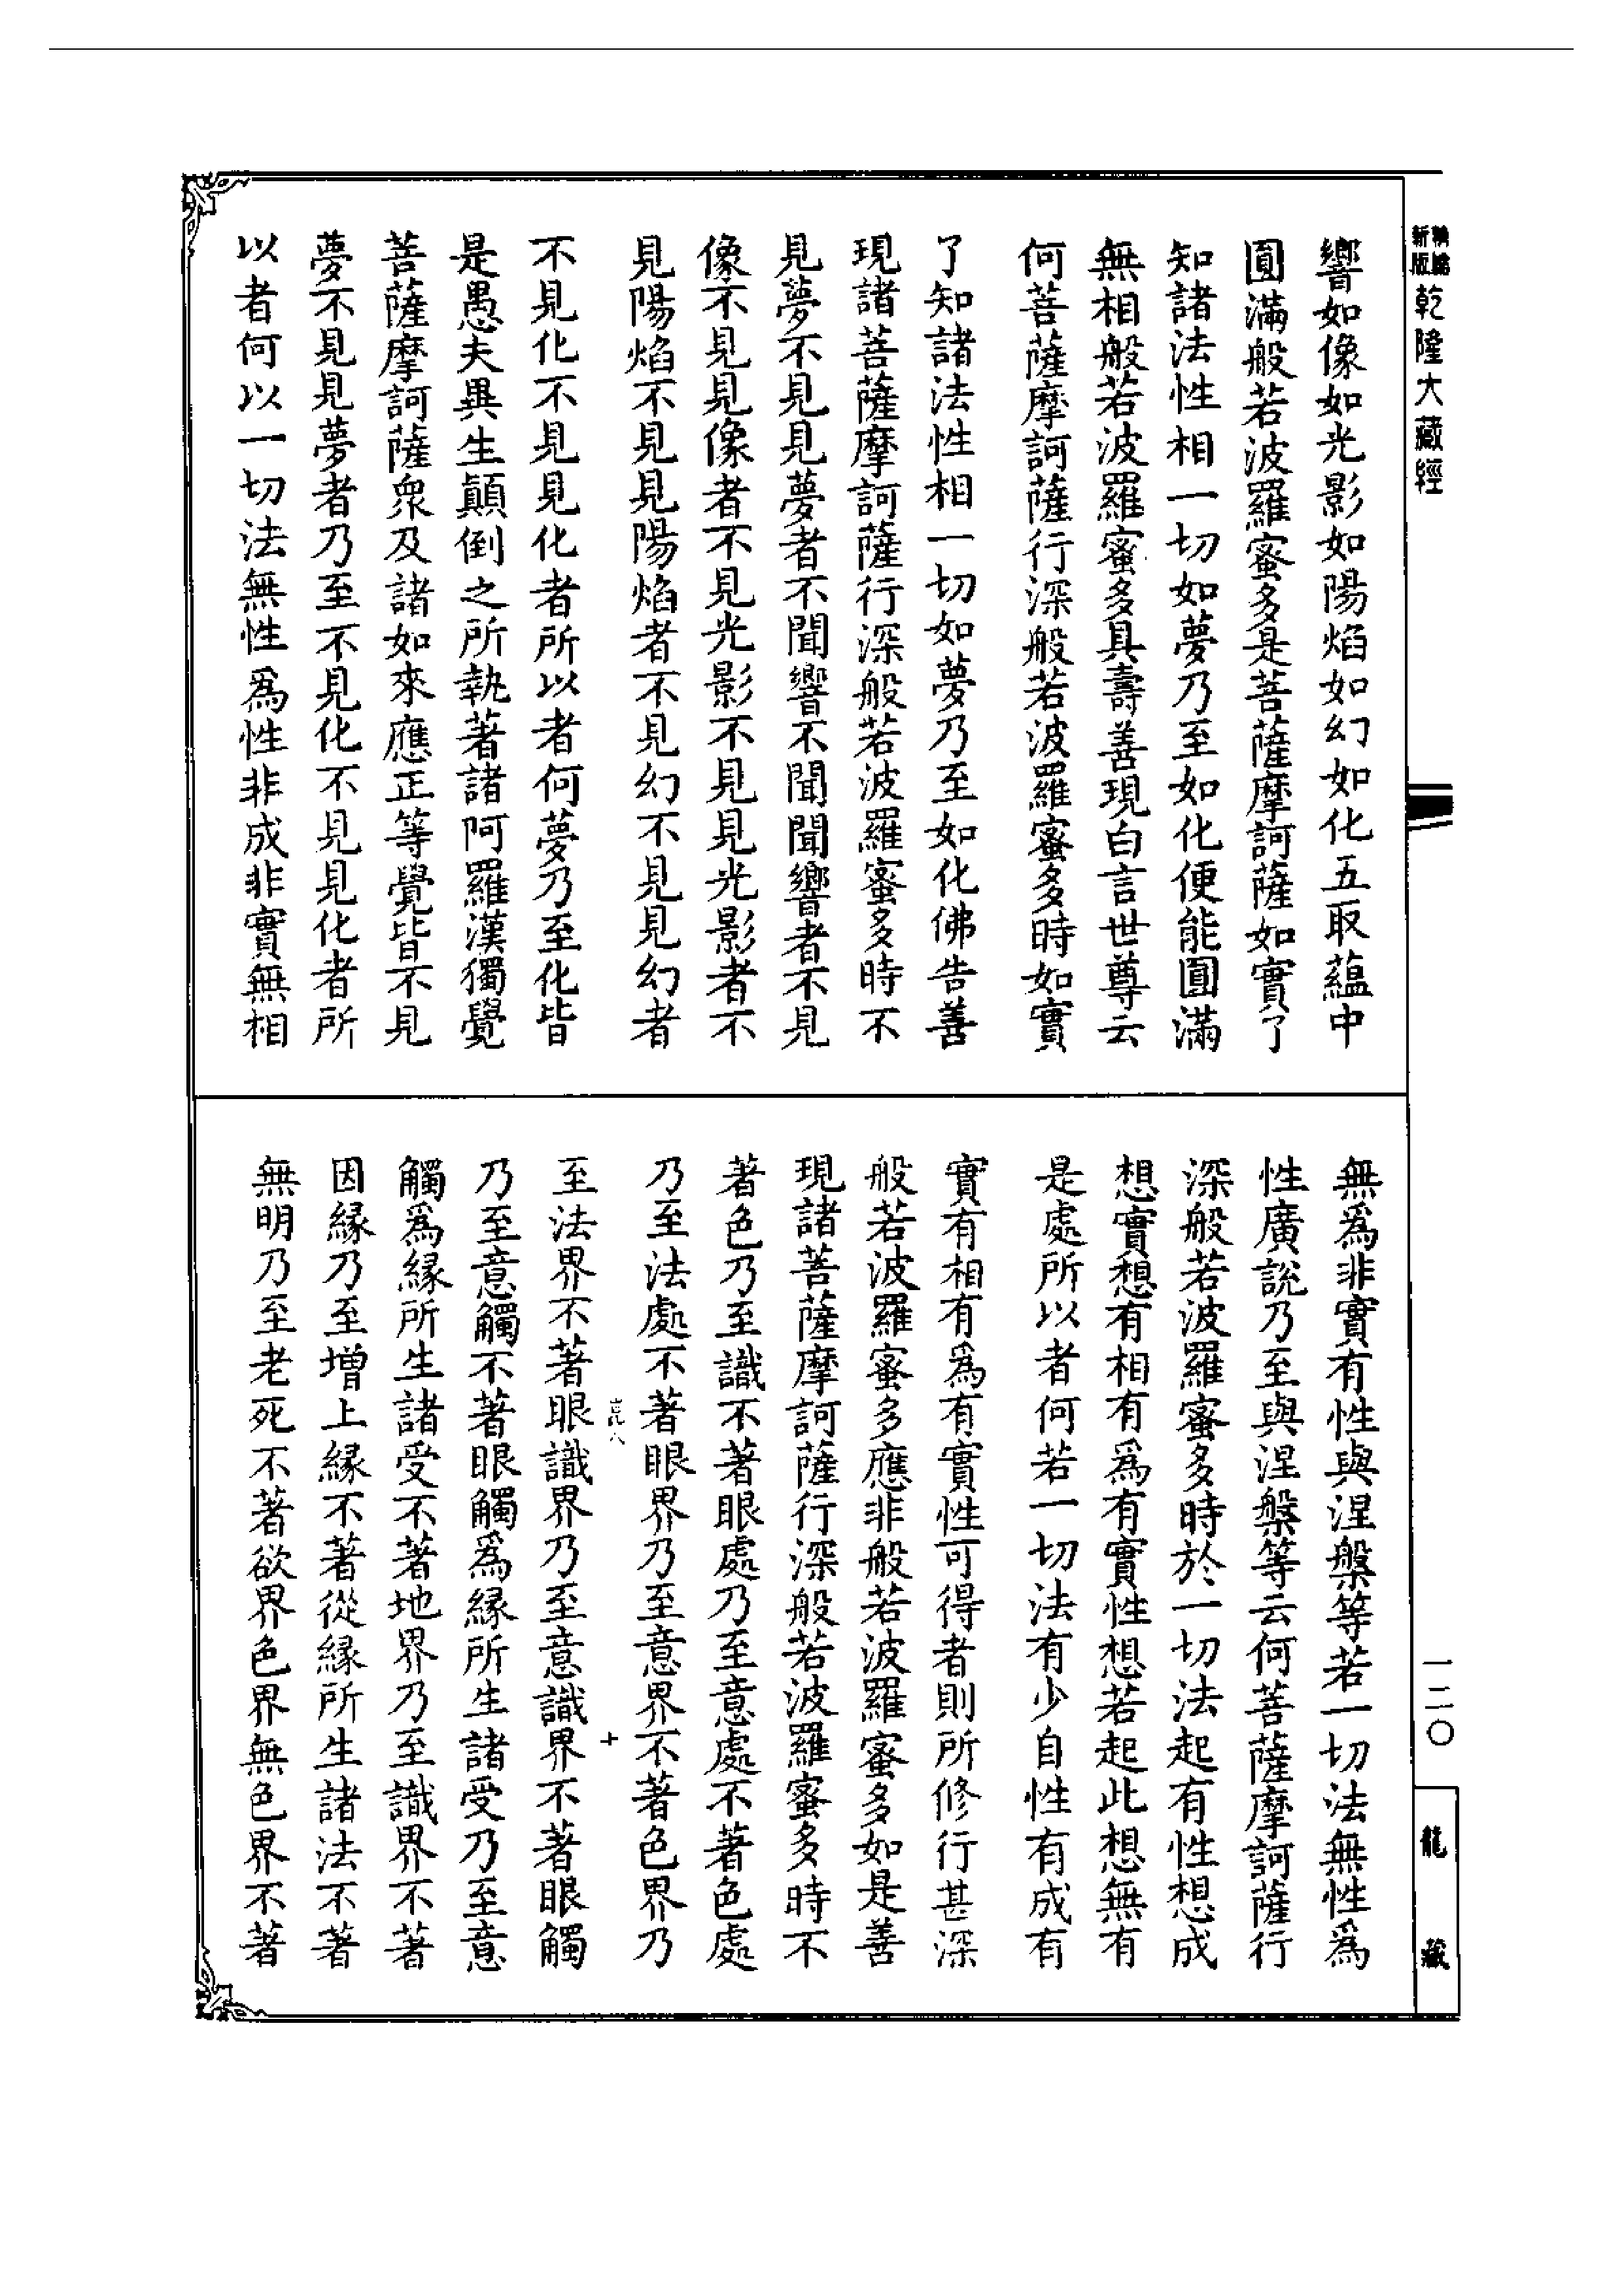 新版
乾隆大藏經
響如像如光影如陽焰如幻如化五取蘊中
圓滿般若波羅蜜多是菩薩摩訶薩如實了
知諸法性相一切如夢乃至如化便能圓滿
無相般若波羅蜜多具壽善現白言世尊云
何菩薩摩訶薩行深般若波羅蜜多時如實
了知諸法性相一切如夢乃至如化佛告善
現諸菩薩摩訶薩行深般若波羅蜜多時不
見夢不見見夢者不聞響不聞聞響者不見
像不見見像者不見光影不見見光影者不
見陽焰不見見陽焰者不見幻不見見幻者
不見化不見見化者所以者何夢乃至化皆
是愚夫異生顛倒之所執著諸阿羅漢獨覺
菩薩摩訶薩眾及諸如來應正等覺皆不見
夢不見見夢者乃至不見化不見見化者所
以者何以一切法無性爲性非成非實無相
無爲非實有性與涅槃等若一切法無性爲
性廣說乃至與涅槃等云何菩薩摩訶薩行
深般若波羅蜜多時於一切法起有性想成
想實想有相有爲有實性想若起此想無有
是處所以者何若一切法有少自性有成有
實有相有爲有實性可得者則所修行甚深
般若波羅蜜多應非般若波羅蜜多如是善
現諸菩薩摩訶薩行深般若波羅蜜多時不
著色乃至識不著眼處乃至意處不著色處
乃至法處不著眼界乃至意界不著色界乃
至法界不著眼識界乃至意識界不著眼觸
乃至意觸不著眼觸爲緣所生諸受乃至意
觸爲緣所生諸受不著地界乃至識界不著
因緣乃至增上緣不著從緣所生諸法不著
無明乃至老死不著欲界色界無色界不著
十
一二〇
龍藏